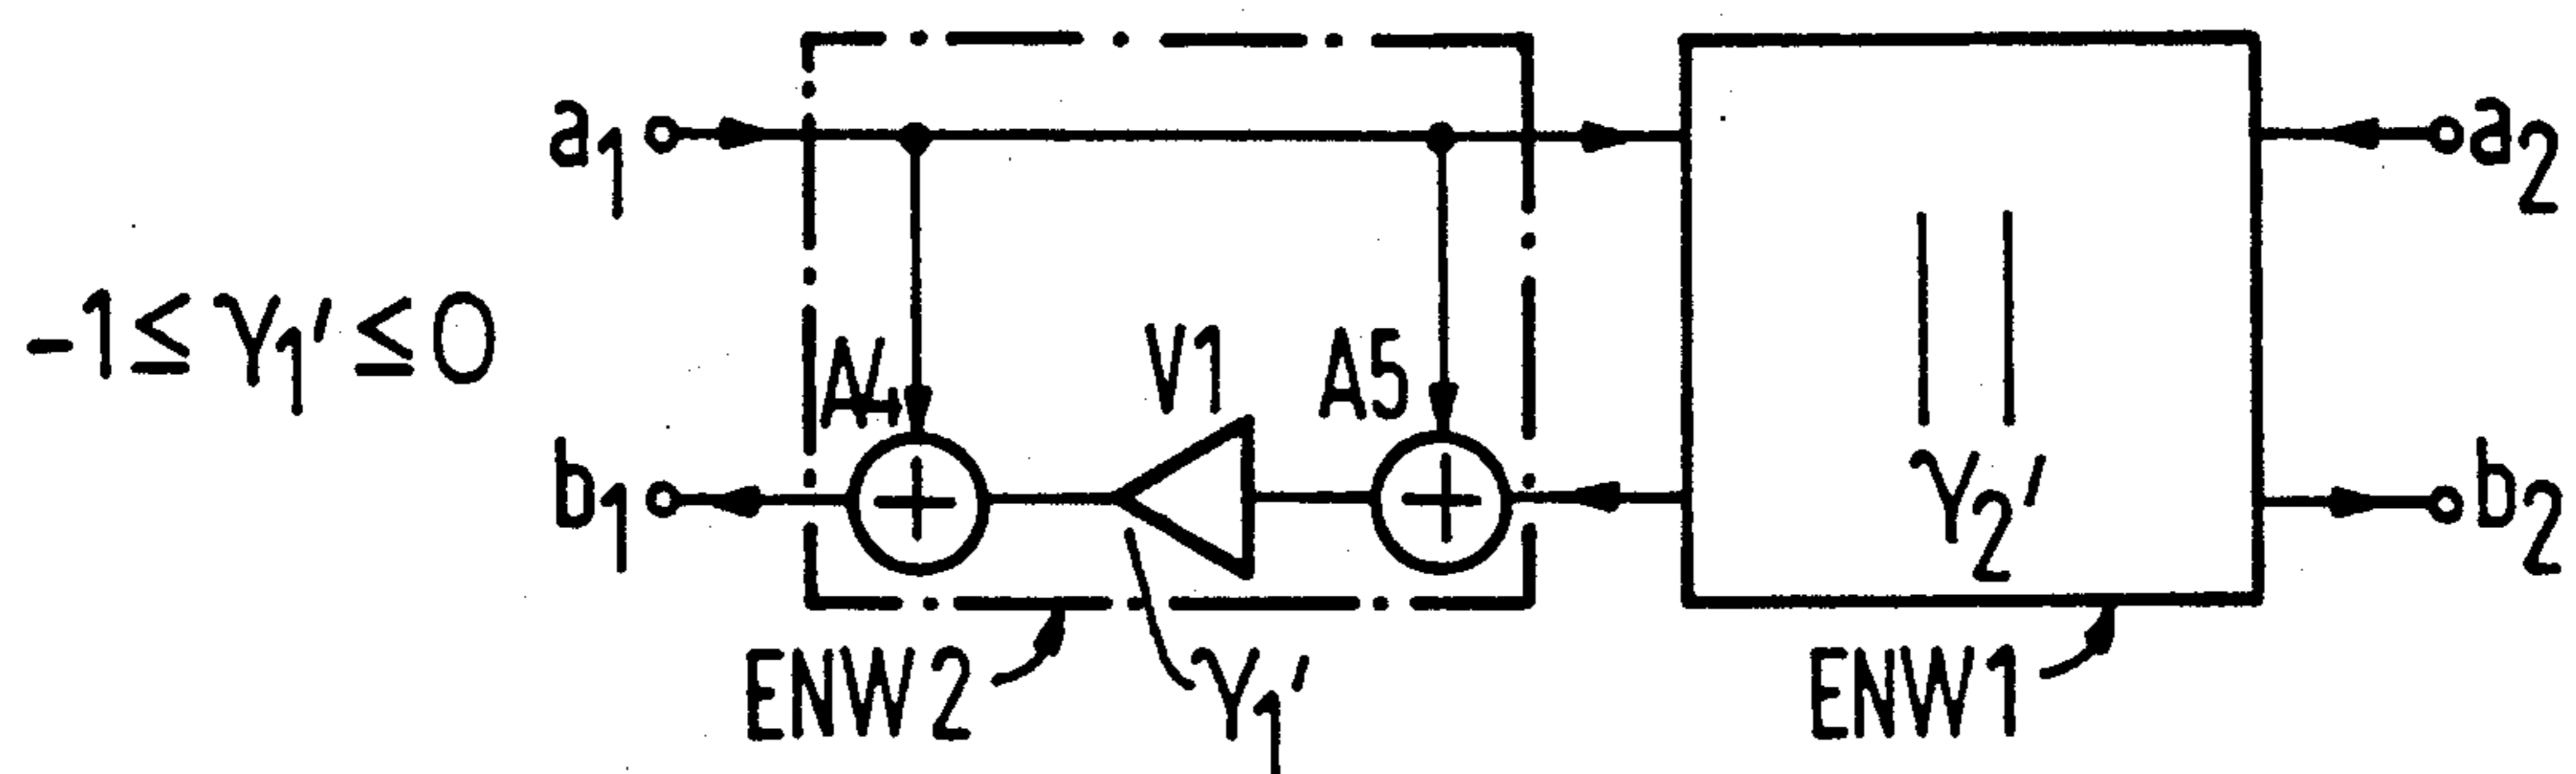 a₁
a₂
-1≤γ₁'≤0
A4
V1
A5
+
+
γ₂'
b₁
b₂
ENW2
γ₁'
ENW1